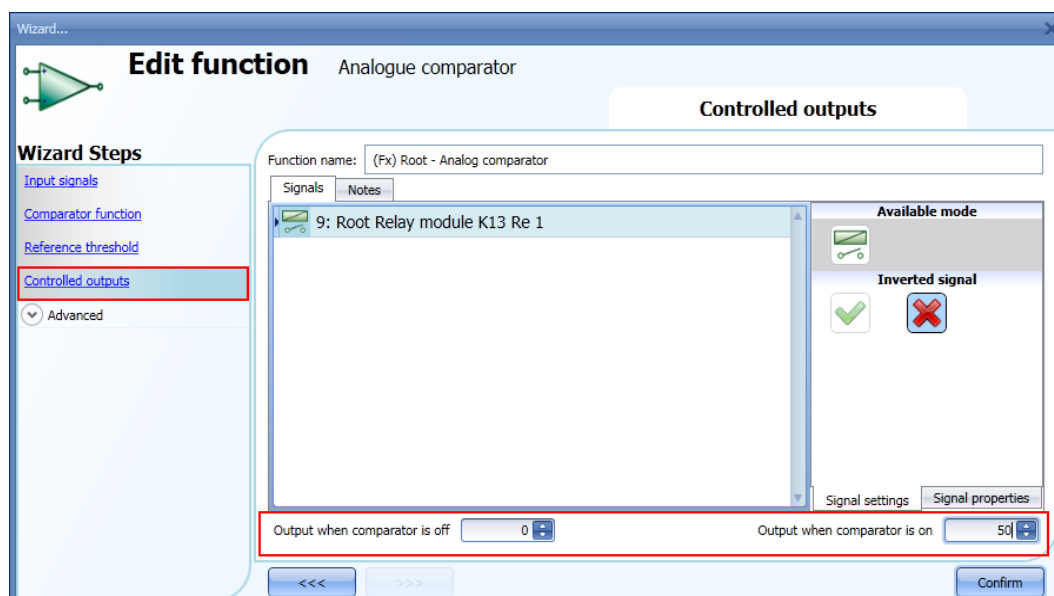 Wizard...
Edit function Analogue comparator
Controlled outputs
Wizard Steps
Input signals
Comparator function
Reference threshold
Controlled outputs
Advanced
Function name: (Fx) Root - Analog comparator
Signals Notes
9: Root Relay module K13 Re 1
Available mode
Inverted signal
Signal settings Signal properties
Output when comparator is off 0 Output when comparator is on 50
<<< >>> Confirm